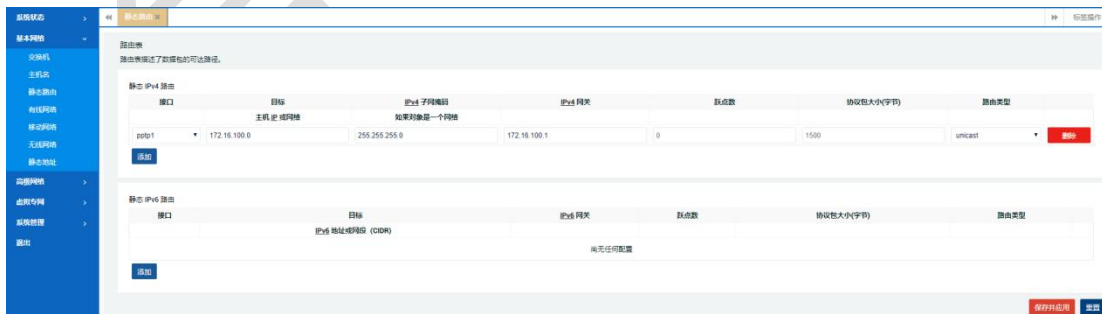 系统状态
静态路由
标签操作
基本网络
交换机
主机名
静态路由
有线网络
移动网络
无线网络
静态地址
高级网络
虚拟专网
系统管理
退出
路由表
路由表描述了数据包的可达路径。
静态 IPv4 路由
接口 目标 IPv4 子网掩码 IPv4 网关 跃点数 协议包大小(字节) 路由类型
主机 IP 或网络 如果对象是一个网络
pptp1 172.16.100.0 255.255.255.0 172.16.100.1 0 1500 unicast 删除
添加
静态 IPv6 路由
接口 目标 IPv6 网关 跃点数 协议包大小(字节) 路由类型
IPv6 地址或网段 (CIDR)
尚无任何配置
添加
保存并应用 重置